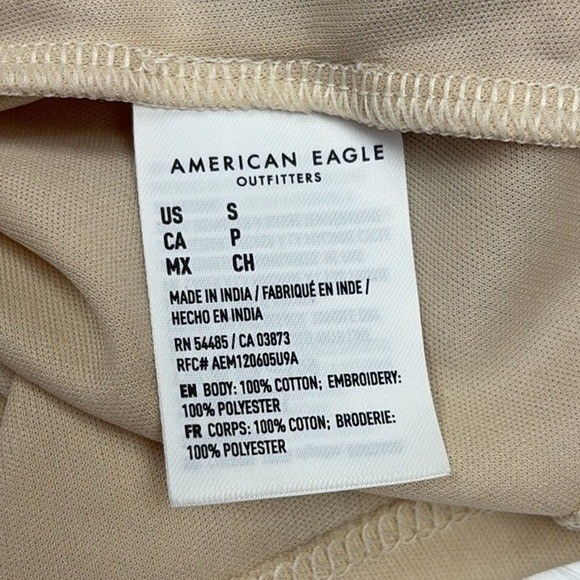 AMERICAN EAGLE
OUTFITTERS
US S
CA P
MX CH
MADE IN INDIA / FABRIQUÉ EN INDE /
HECHO EN INDIA
RN 54485 / CA 03873
RFC# AEM120605U9A
EN BODY: 100% COTTON; EMBROIDERY:
100% POLYESTER
FR CORPS: 100% COTON; BRODERIE:
100% POLYESTER